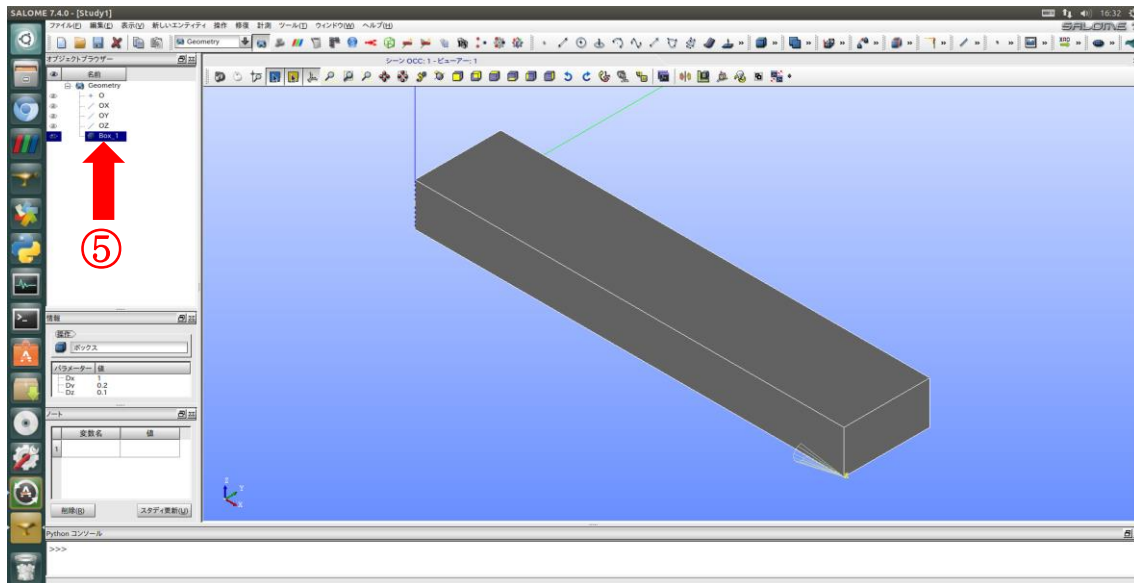 SALOME 7.4.0 - [Study1]
16:32
ファイル(F) 編集(E) 表示(V) 新しいエンティティ 操作 修復 計測 ツール(T) ウィンドウ(W) ヘルプ(H)
SALOME 7
Geometry
オブジェクトブラウザー
シーン OCC: 1 - ビューアー: 1
名前
Geometry
O
OX
OY
OZ
Box_1
⑤
情報
操作
ボックス
パラメーター 値
Dx 1
Dy 0.2
Dz 0.1
ノート
変数名 値
1
削除(R) スタディ更新(U)
Z
Y
X
Python コンソール
>>>